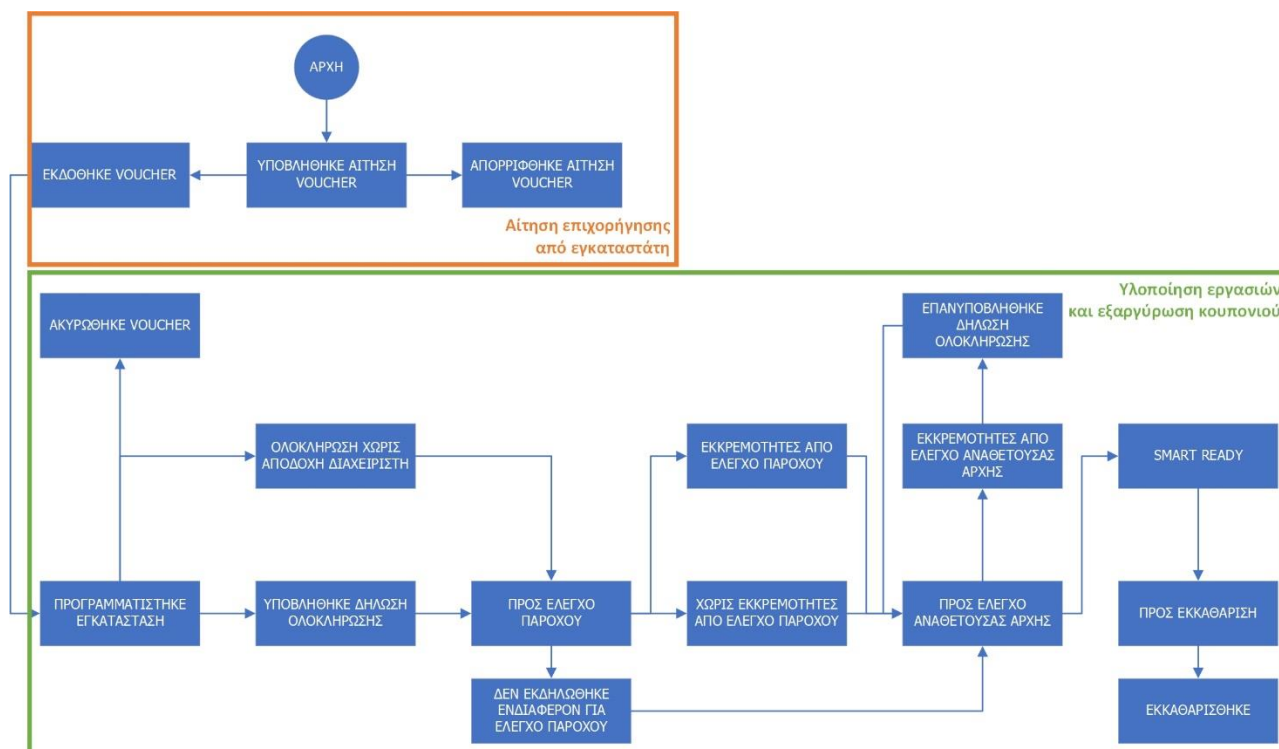 ΑΡΧΗ
ΕΚΔΟΘΗΚΕ VOUCHER
ΥΠΟΒΛΗΘΗΚΕ ΑΙΤΗΣΗ
VOUCHER
ΑΠΟΡΡΙΦΘΗΚΕ ΑΙΤΗΣΗ
VOUCHER
Αίτηση επιχορήγησης
από εγκαταστάτη
Υλοποίηση εργασιών
και εξαργύρωση κουπονιού
ΑΚΥΡΩΘΗΚΕ VOUCHER
ΕΠΑΝΥΠΟΒΛΗΘΗΚΕ
ΔΗΛΩΣΗ
ΟΛΟΚΛΗΡΩΣΗΣ
ΟΛΟΚΛΗΡΩΣΗ ΧΩΡΙΣ
ΑΠΟΔΟΧΗ ΔΙΑΧΕΙΡΙΣΤΗ
ΕΚΚΡΕΜΟΤΗΤΕΣ ΑΠΟ
ΕΛΕΓΧΟ ΠΑΡΟΧΟΥ
ΕΚΚΡΕΜΟΤΗΤΕΣ ΑΠΟ
ΕΛΕΓΧΟ ΑΝΑΘΕΤΟΥΣΑΣ
ΑΡΧΗΣ
SMART READY
ΠΡΟΓΡΑΜΜΑΤΙΣΤΗΚΕ
ΕΓΚΑΤΑΣΤΑΣΗ
ΥΠΟΒΛΗΘΗΚΕ ΔΗΛΩΣΗ
ΟΛΟΚΛΗΡΩΣΗΣ
ΠΡΟΣ ΕΛΕΓΧΟ
ΠΑΡΟΧΟΥ
ΧΩΡΙΣ ΕΚΚΡΕΜΟΤΗΤΕΣ
ΑΠΟ ΕΛΕΓΧΟ ΠΑΡΟΧΟΥ
ΠΡΟΣ ΕΛΕΓΧΟ
ΑΝΑΘΕΤΟΥΣΑΣ ΑΡΧΗΣ
ΠΡΟΣ ΕΚΚΑΘΑΡΙΣΗ
ΔΕΝ ΕΚΔΗΛΩΘΗΚΕ
ΕΝΔΙΑΦΕΡΟΝ ΓΙΑ
ΕΛΕΓΧΟ ΠΑΡΟΧΟΥ
ΕΚΚΑΘΑΡΙΣΘΗΚΕ